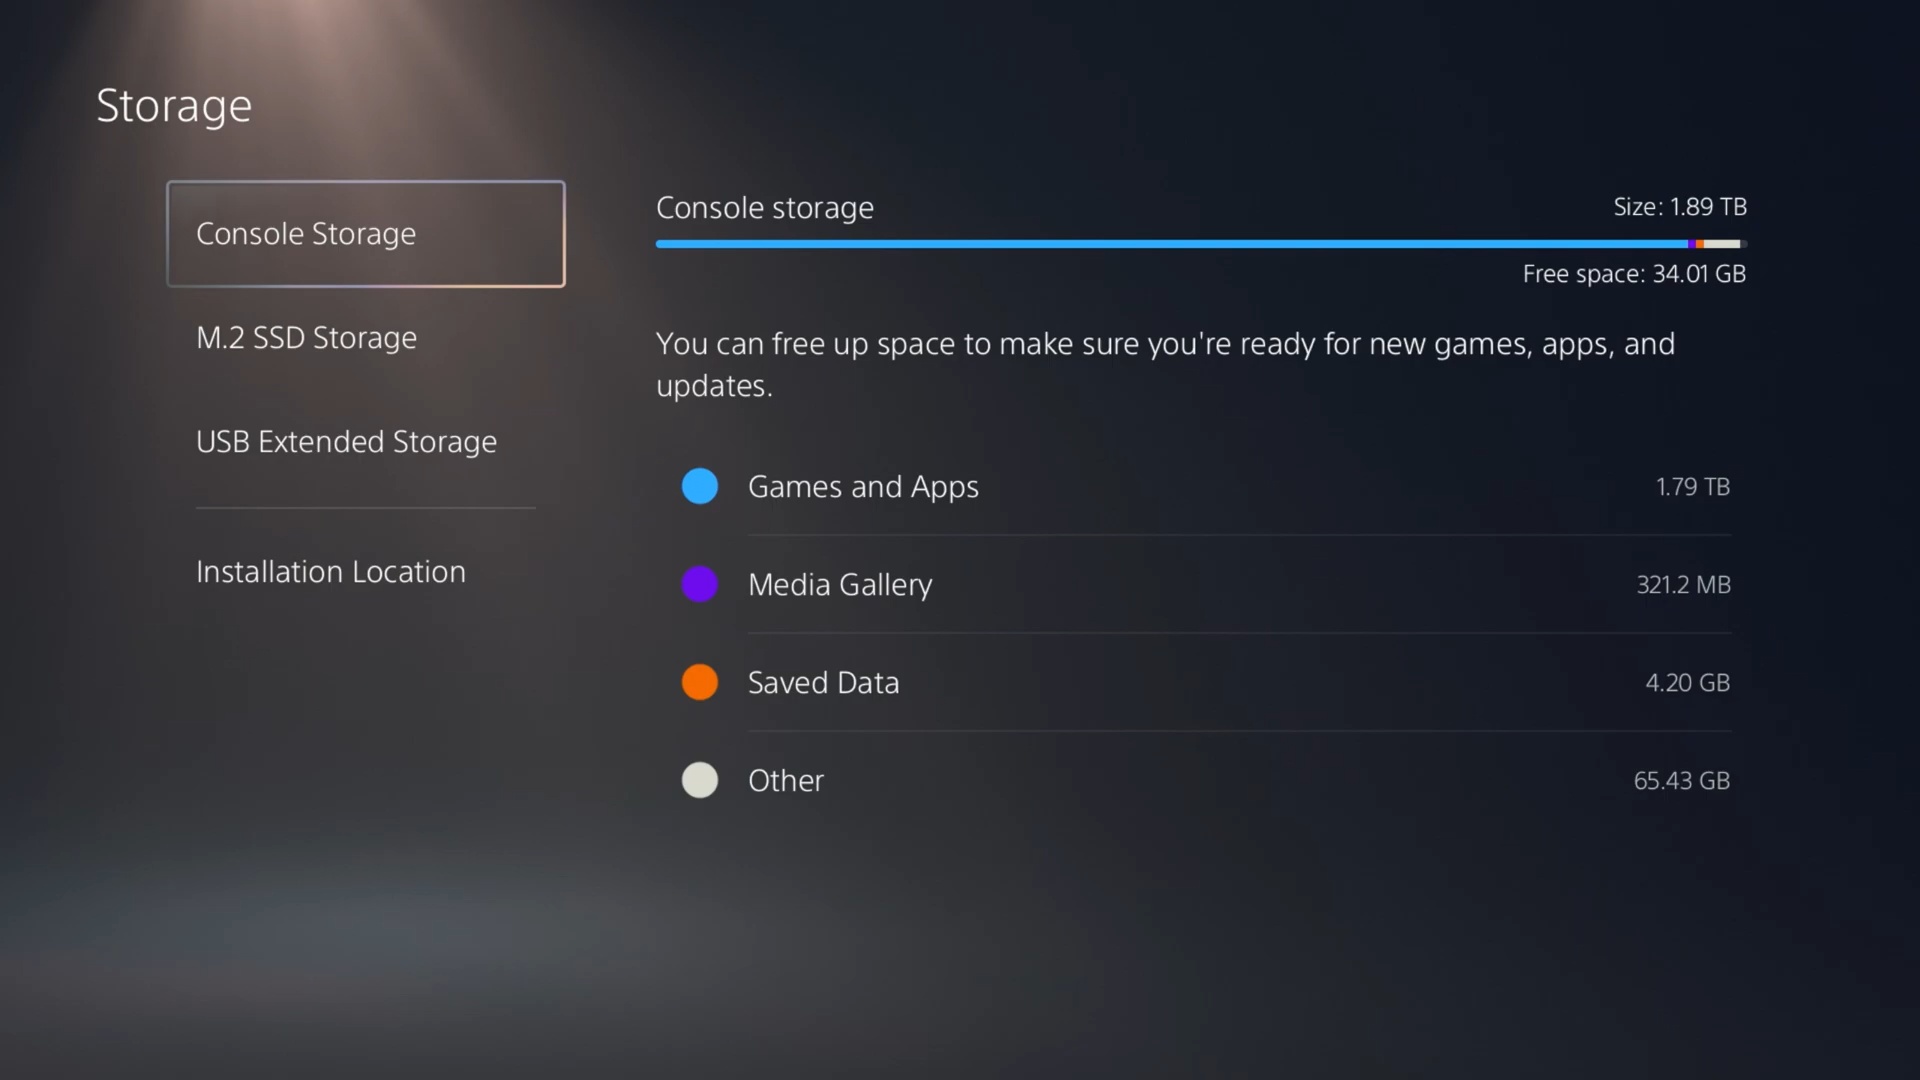 Storage
Console Storage
M.2 SSD Storage
USB Extended Storage
Installation Location
Console storage
Size: 1.89 TB
Free space: 34.01 GB
You can free up space to make sure you're ready for new games, apps, and
updates.
Games and Apps
1.79 TB
Media Gallery
321.2 MB
Saved Data
4.20 GB
Other
65.43 GB